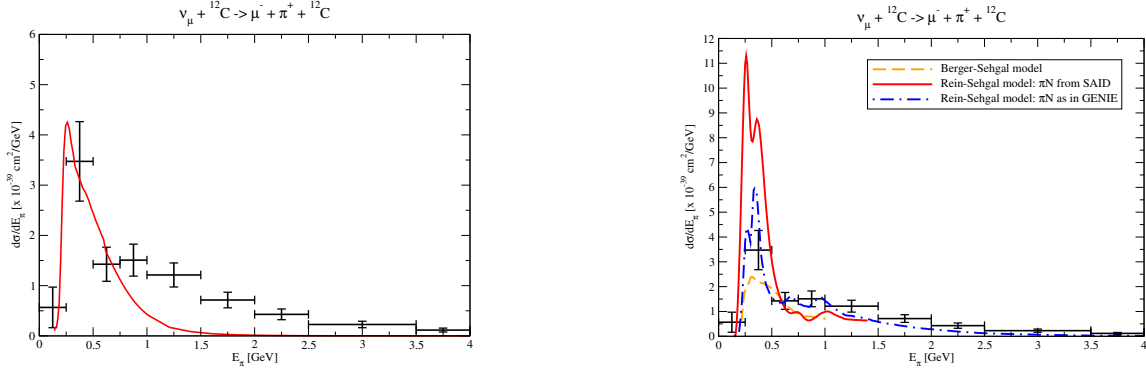 ν_μ + ¹²C -> μ⁻ + π⁺ + ¹²C
6
5
4
3
2
1
0
dσ/dE_π [x 10⁻³⁹ cm²/GeV]
0 0.5 1 1.5 2 2.5 3 3.5 4
E_π [GeV]
ν_μ + ¹²C -> μ⁻ + π⁺ + ¹²C
12
11
10
9
8
7
6
5
4
3
2
1
0
dσ/dE_π [x 10⁻³⁹ cm²/GeV]
Berger-Sehgal model
Rein-Sehgal model: πN from SAID
Rein-Sehgal model: πN as in GENIE
0 0.5 1 1.5 2 2.5 3 3.5 4
E_π [GeV]